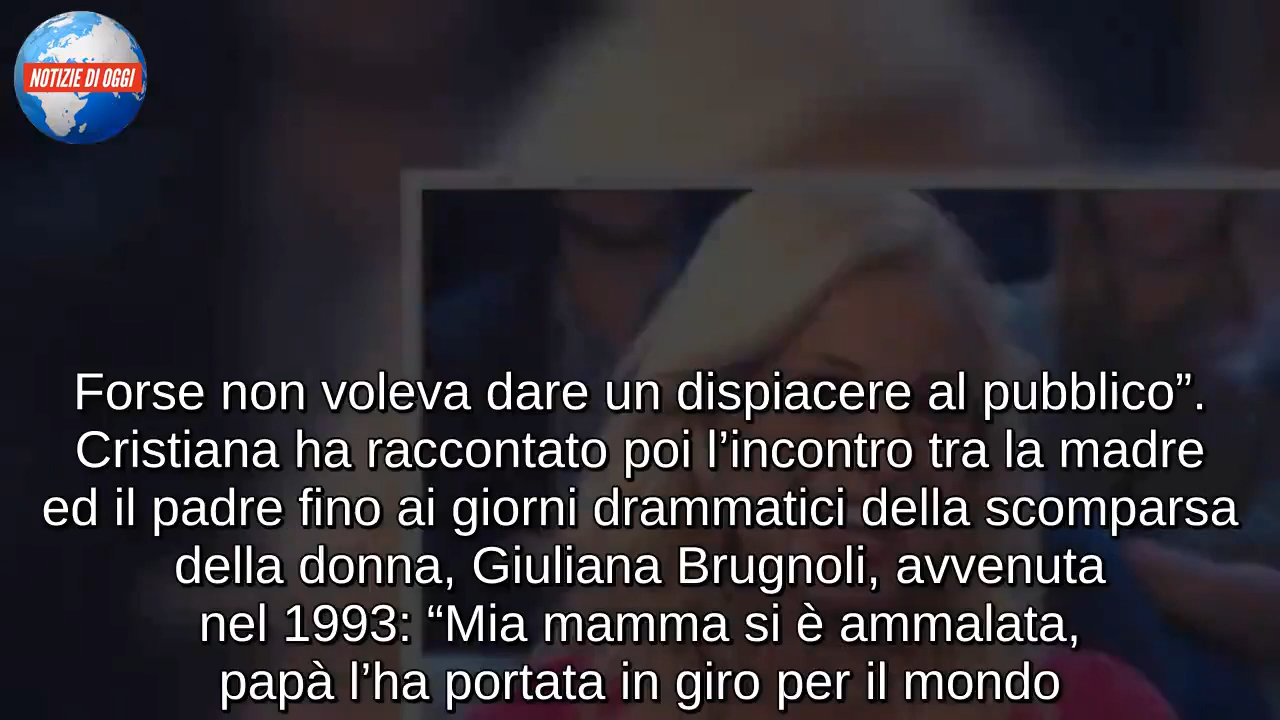 NOTIZIE DI OGGI
Forse non voleva dare un dispiacere al pubblico”.
Cristiana ha raccontato poi l’incontro tra la madre
ed il padre fino ai giorni drammatici della scomparsa
della donna, Giuliana Brugnoli, avvenuta
nel 1993: “Mia mamma si è ammalata,
papà l’ha portata in giro per il mondo